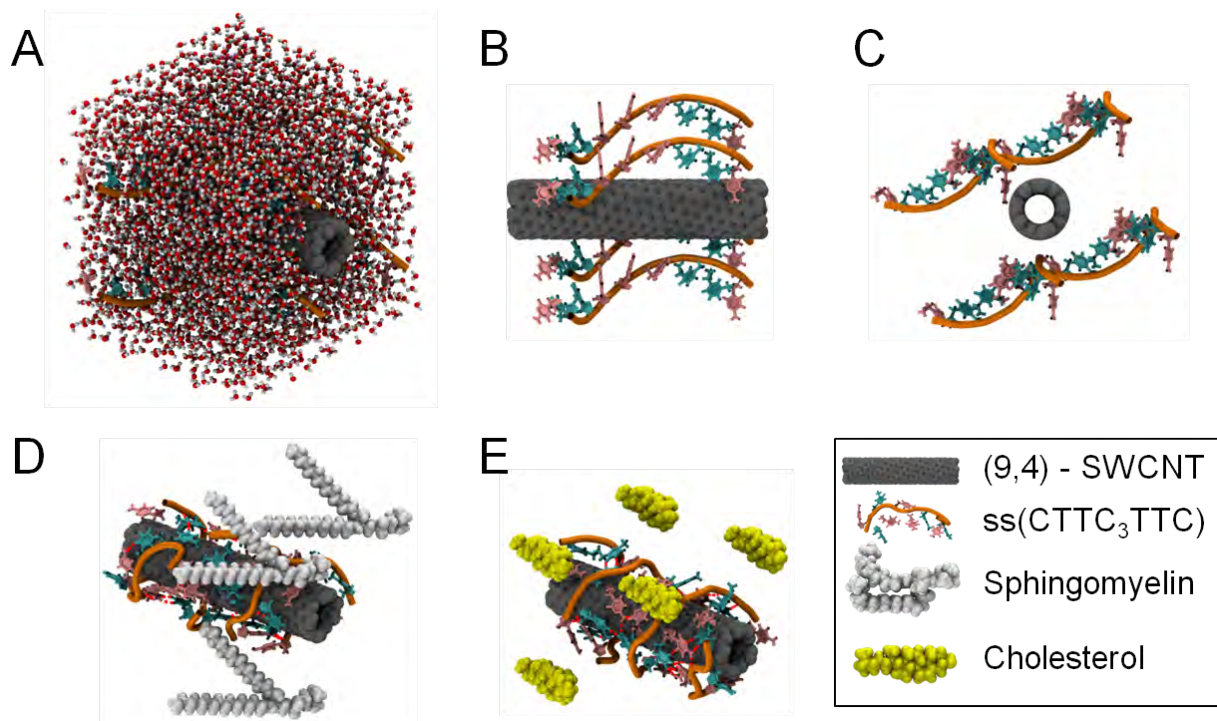 A
B
C
D
E
(9,4) - SWCNT
ss(CTTC₃TTC)
Sphingomyelin
Cholesterol